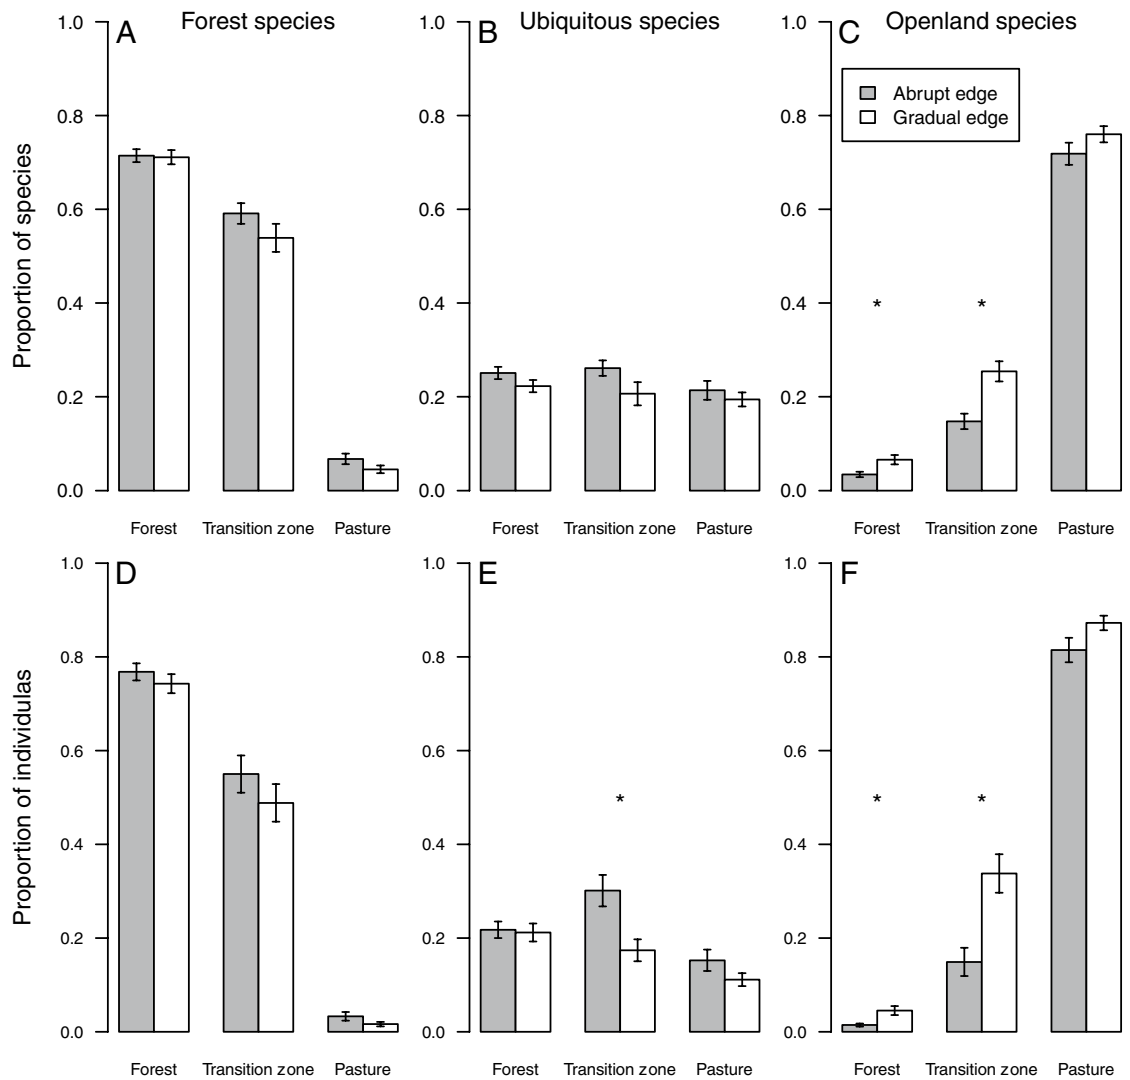 Forest species
Ubiquitous species
Openland species
A
B
C
Abrupt edge
Gradual edge
Proportion of species
1.0
0.8
0.6
0.4
0.2
0.0
1.0
0.8
0.6
0.4
0.2
0.0
1.0
0.8
0.6
0.4
0.2
0.0
*
*
Forest
Transition zone
Pasture
Forest
Transition zone
Pasture
Forest
Transition zone
Pasture
D
E
F
Proportion of individulas
1.0
0.8
0.6
0.4
0.2
0.0
1.0
0.8
0.6
0.4
0.2
0.0
*
1.0
0.8
0.6
0.4
0.2
0.0
*
*
Forest
Transition zone
Pasture
Forest
Transition zone
Pasture
Forest
Transition zone
Pasture